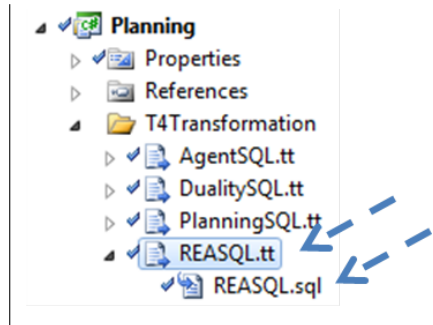 Planning
Properties
References
T4Transformation
AgentSQL.tt
DualitySQL.tt
PlanningSQL.tt
REASQL.tt
REASQL.sql